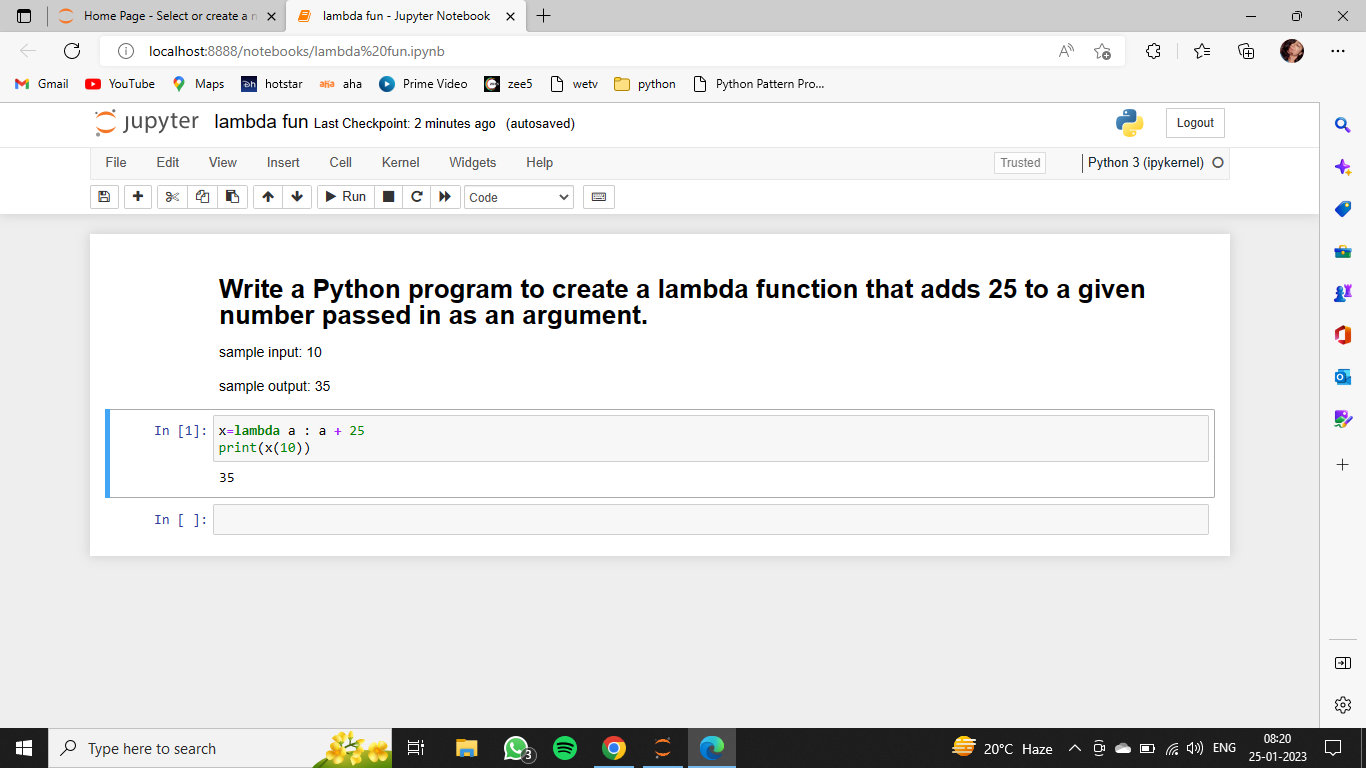 Home Page - Select or create a n
lambda fun - Jupyter Notebook
localhost:8888/notebooks/lambda%20fun.ipynb
Gmail YouTube Maps hotstar aha aha Prime Video zee5 wetv python Python Pattern Pro...
jupyter lambda fun Last Checkpoint: 2 minutes ago (autosaved)
Logout
File Edit View Insert Cell Kernel Widgets Help
Trusted
Python 3 (ipykernel)
Run
Code
Write a Python program to create a lambda function that adds 25 to a given
number passed in as an argument.
sample input: 10
sample output: 35
In [1]: x=lambda a : a + 25
print(x(10))
35
In [ ]:
Type here to search
3
20°C Haze
ENG
08:20
25-01-2023